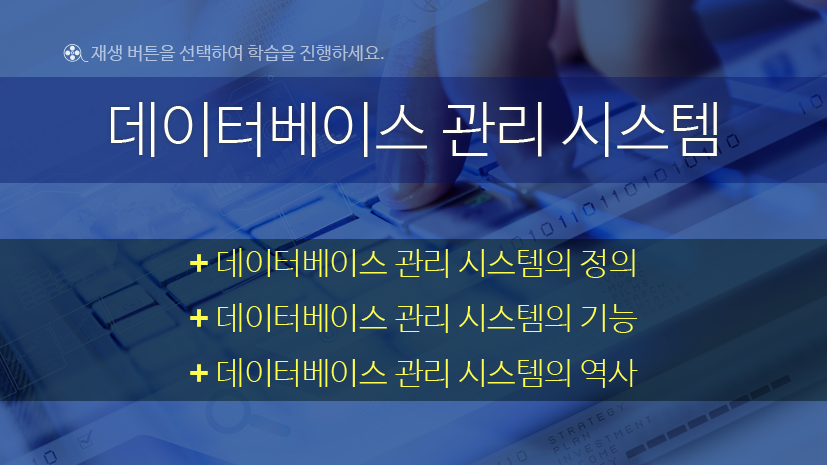 재생 버튼을 선택하여 학습을 진행하세요.
데이터베이스 관리 시스템
+ 데이터베이스 관리 시스템의 정의
+ 데이터베이스 관리 시스템의 기능
+ 데이터베이스 관리 시스템의 역사
STRATEGY
PLAN
INVESTMENT